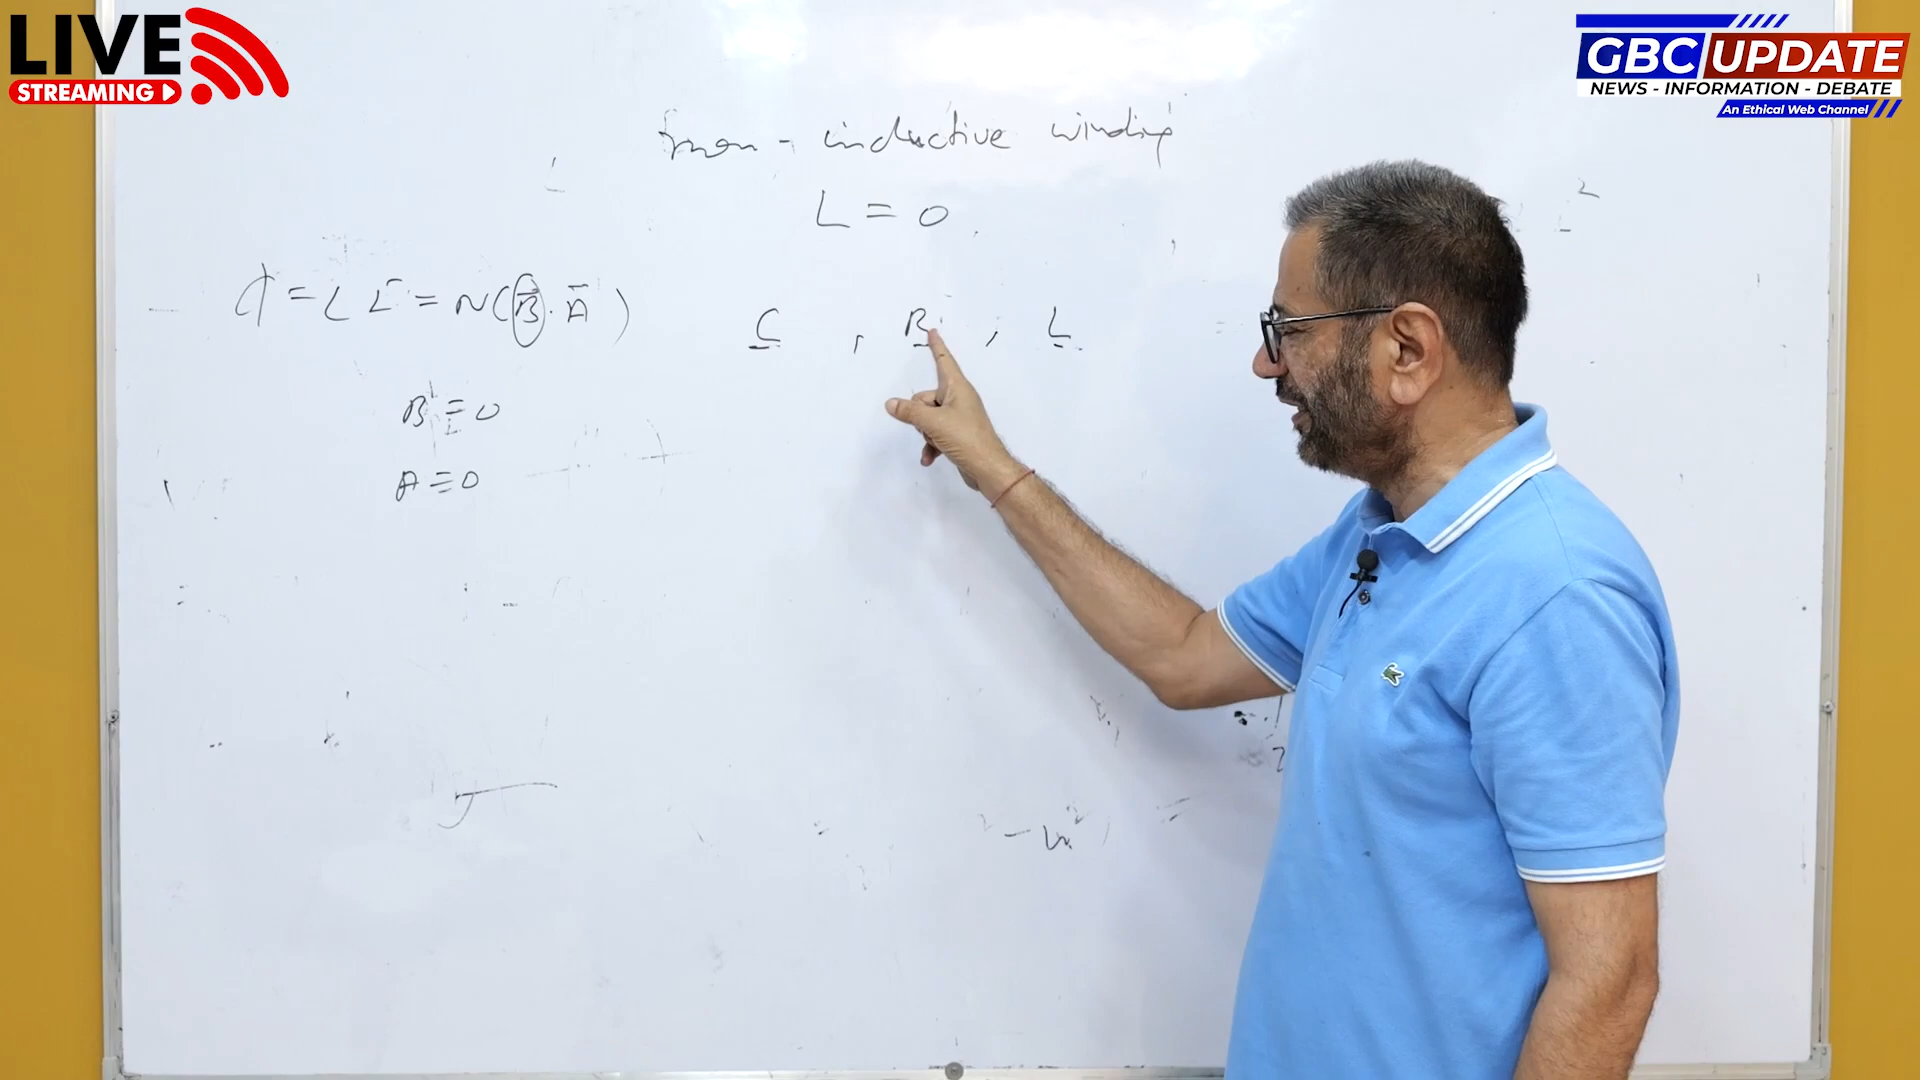 LIVE
STREAMING
GBC UPDATE
NEWS - INFORMATION - DEBATE
An Ethical Web Channel
non - inductive winding
L = 0
ϕ = L i = N(B̄ · Ā)
C , R , L
B = 0
A = 0